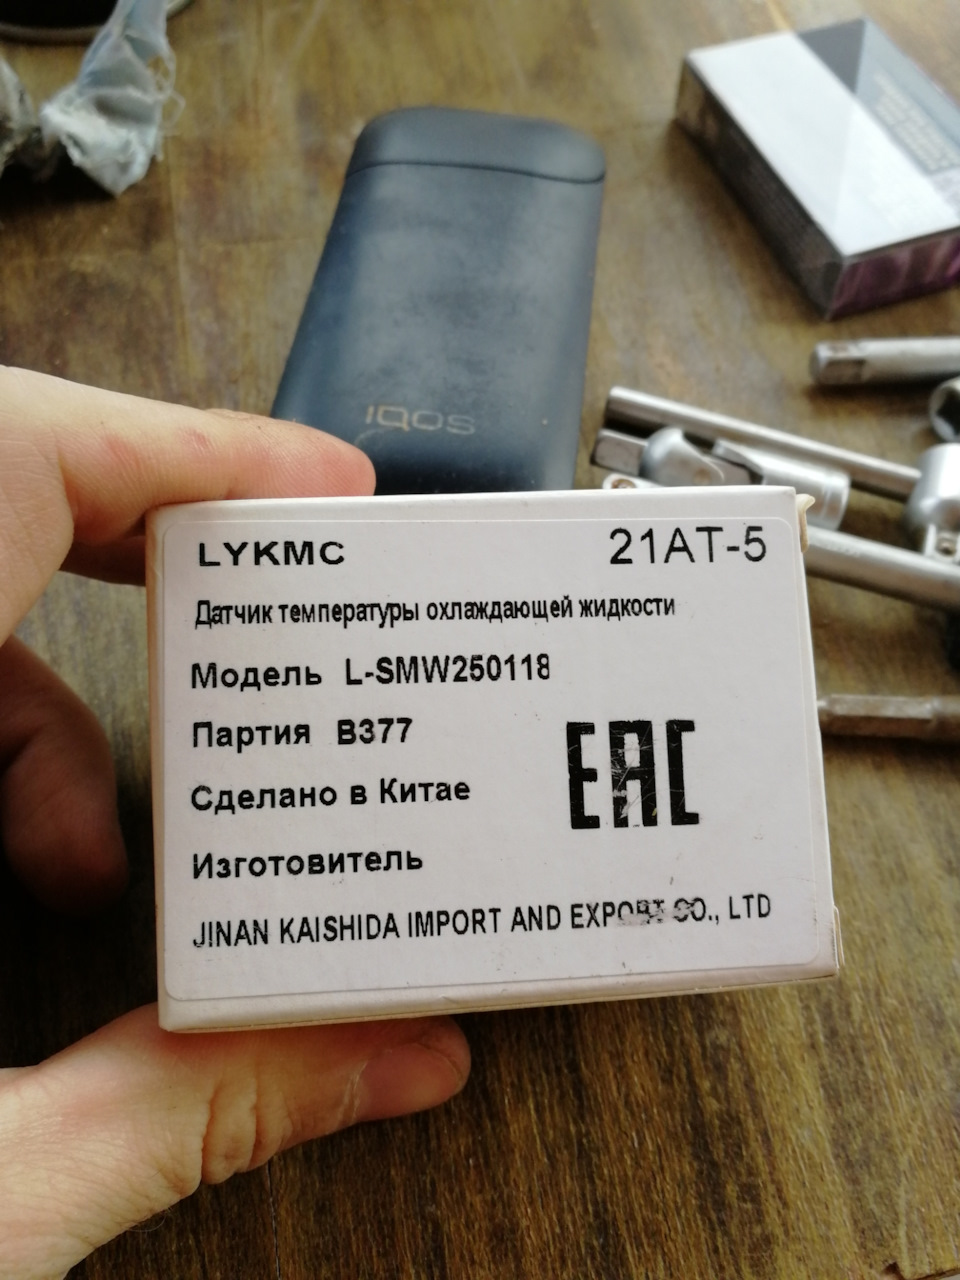 IQOS
LYKMC 21AT-5
Датчик температуры охлаждающей жидкости
Модель L-SMW250118
Партия B377
Сделано в Китае
EAC
Изготовитель
JINAN KAISHIDA IMPORT AND EXPORT CO., LTD